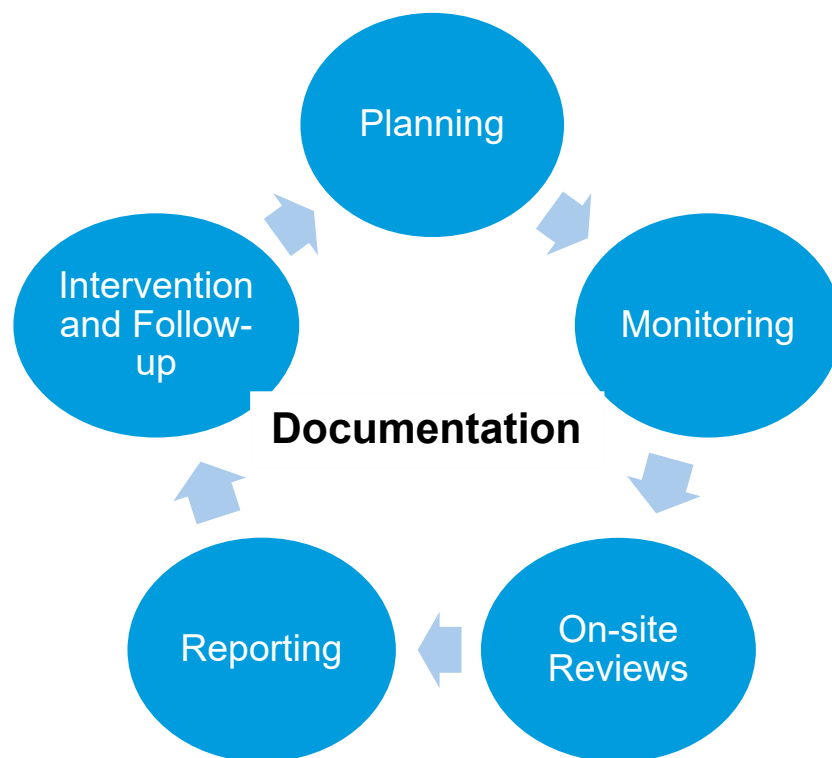 Planning
Intervention
and Follow-
up
Monitoring
Documentation
Reporting
On-site
Reviews